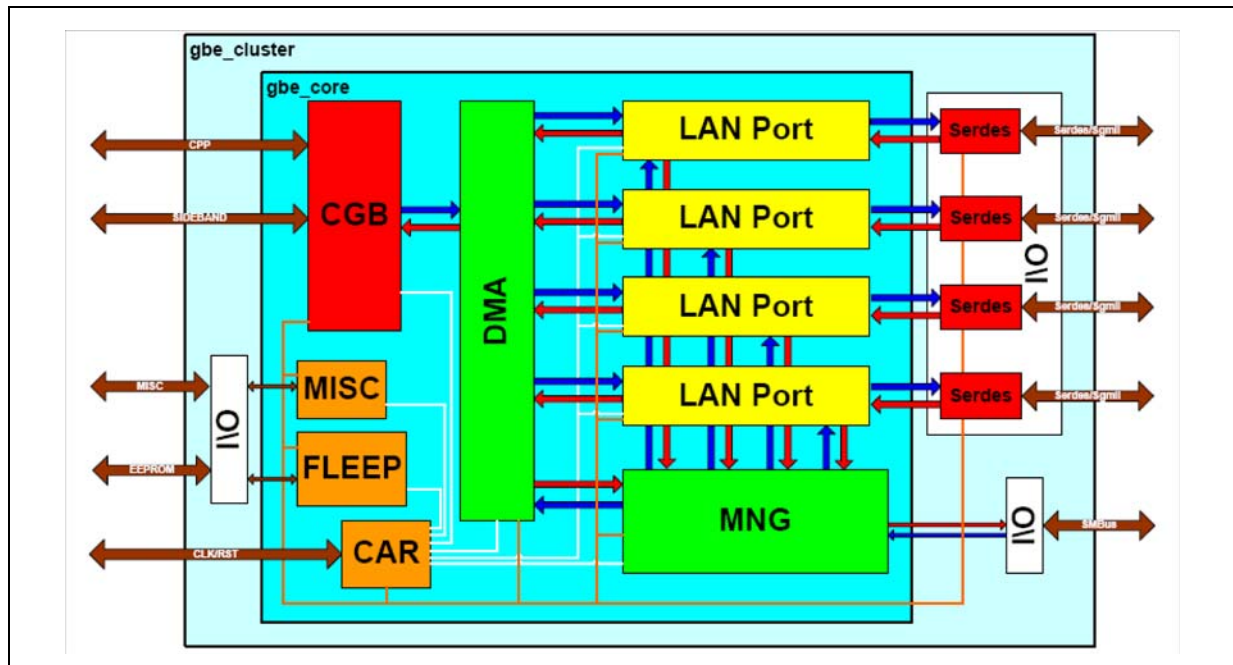 gbe_cluster
gbe_core
CPP
SIDEBAND
MISC
EEPROM
CLK/RST
I\O
CGB
MISC
FLEEP
CAR
DMA
LAN Port
LAN Port
LAN Port
LAN Port
MNG
Serdes
Serdes
Serdes
Serdes
I\O
Serdes/Sgmii
Serdes/Sgmii
Serdes/Sgmii
Serdes/Sgmii
I\O
SMBus